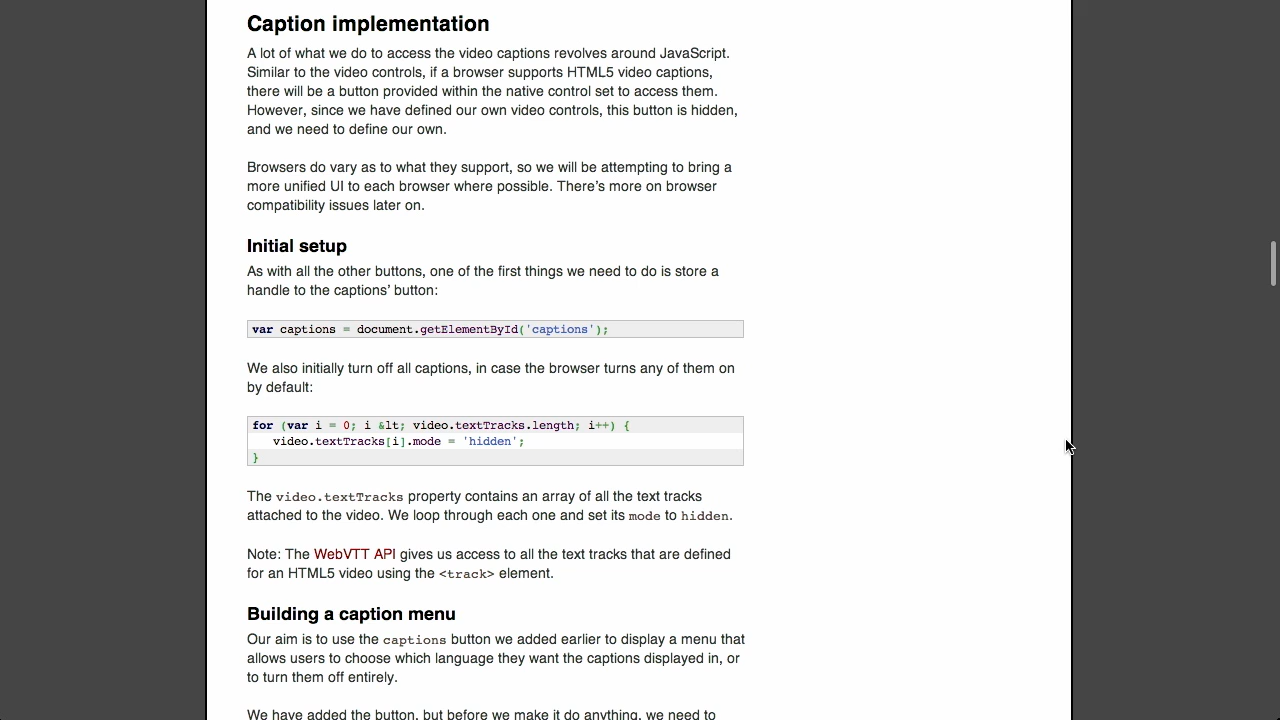 Caption implementation
A lot of what we do to access the video captions revolves around JavaScript.
Similar to the video controls, if a browser supports HTML5 video captions,
there will be a button provided within the native control set to access them.
However, since we have defined our own video controls, this button is hidden,
and we need to define our own.
Browsers do vary as to what they support, so we will be attempting to bring a
more unified UI to each browser where possible. There’s more on browser
compatibility issues later on.
Initial setup
As with all the other buttons, one of the first things we need to do is store a
handle to the captions’ button:
var captions = document.getElementById('captions');
We also initially turn off all captions, in case the browser turns any of them on
by default:
for (var i = 0; i &lt; video.textTracks.length; i++) {
video.textTracks[i].mode = 'hidden';
}
The video.textTracks property contains an array of all the text tracks
attached to the video. We loop through each one and set its mode to hidden.
Note: The WebVTT API gives us access to all the text tracks that are defined
for an HTML5 video using the <track> element.
Building a caption menu
Our aim is to use the captions button we added earlier to display a menu that
allows users to choose which language they want the captions displayed in, or
to turn them off entirely.
We have added the button, but before we make it do anything, we need to